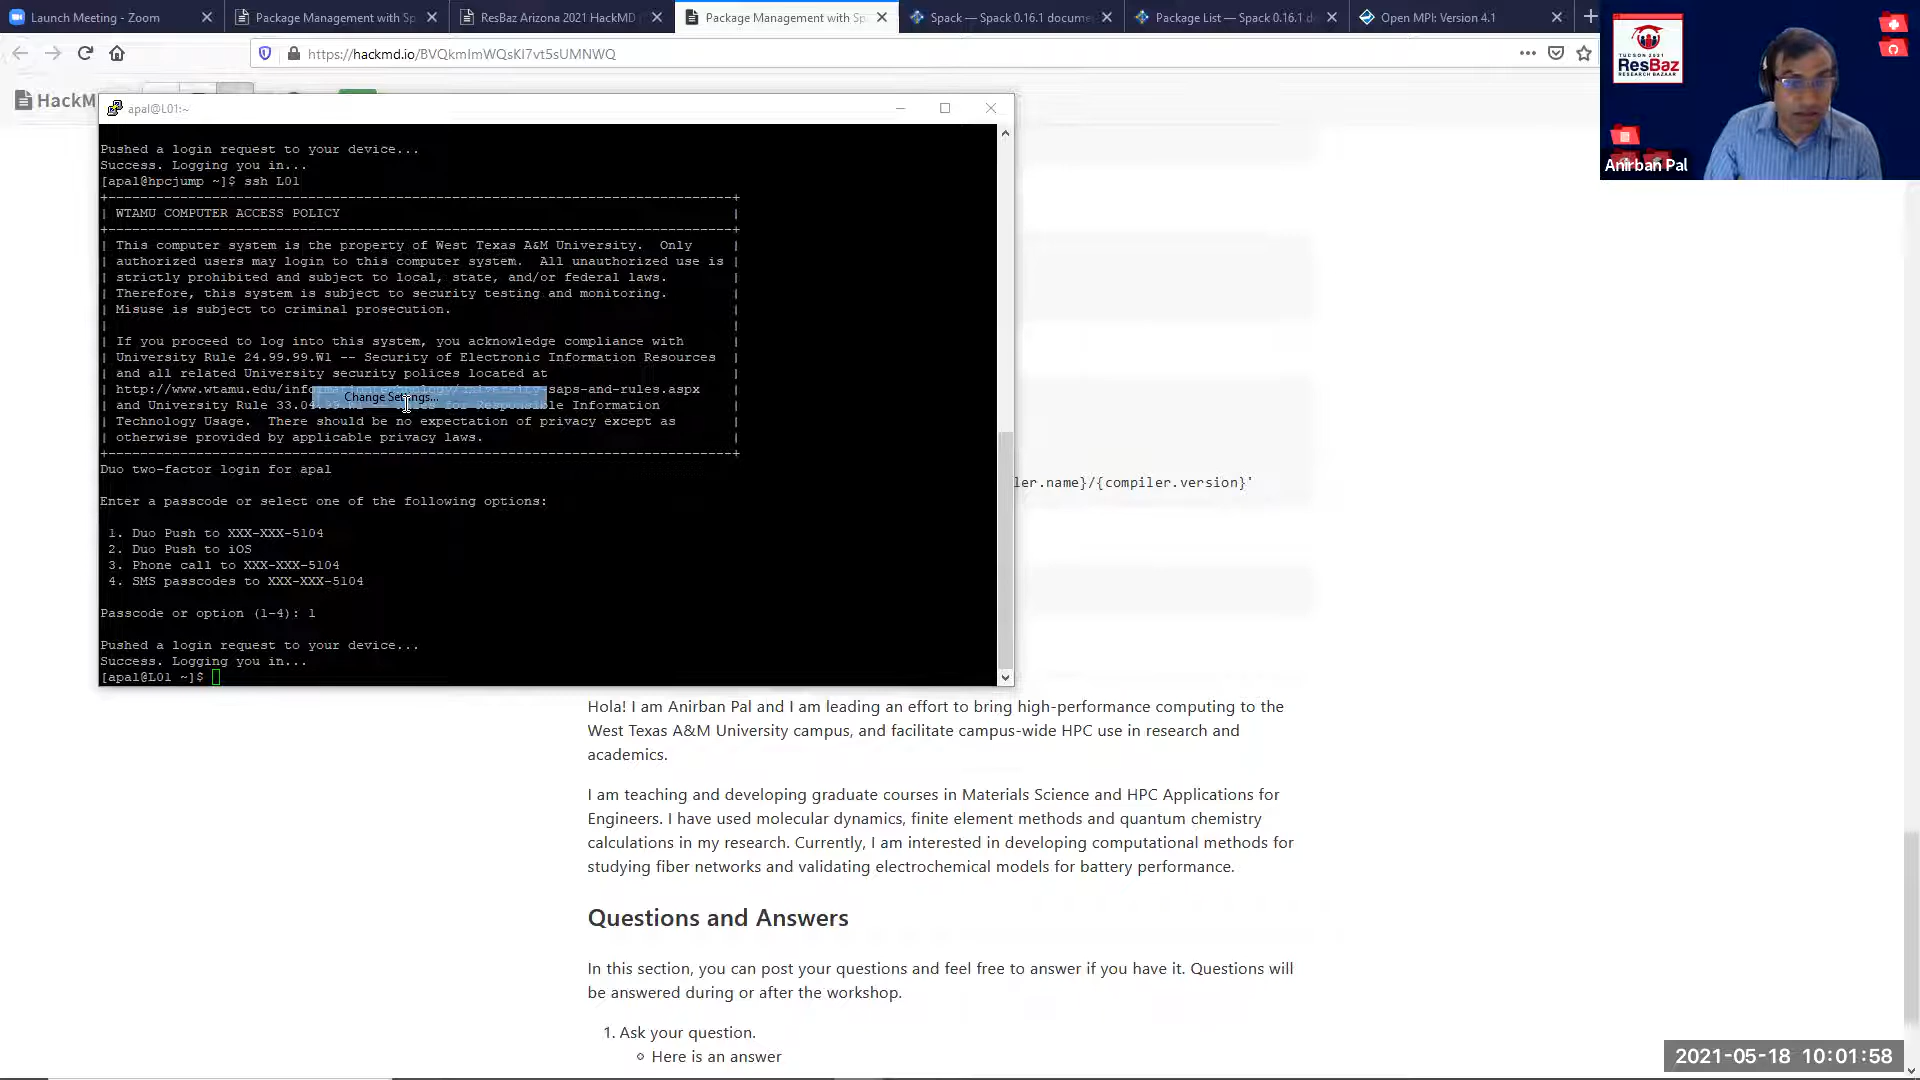 Launch Meeting - Zoom
Package Management with Sp
ResBaz Arizona 2021 HackMD
Package Management with Sp
Spack — Spack 0.16.1 docume
Package List — Spack 0.16.1 d
Open MPI: Version 4.1
https://hackmd.io/BVQkmImWQsKI7vt5sUMNWQ
HackM
apal@L01:~
Pushed a login request to your device...
Success. Logging you in...
[apal@hpcjump ~]$ ssh L01
WTAMU COMPUTER ACCESS POLICY
This computer system is the property of West Texas A&M University.  Only
authorized users may login to this computer system.  All unauthorized use is
strictly prohibited and subject to local, state, and/or federal laws.
Therefore, this system is subject to security testing and monitoring.
Misuse is subject to criminal prosecution.
If you proceed to log into this system, you acknowledge compliance with
University Rule 24.99.99.W1 -- Security of Electronic Information Resources
and all related University security polices located at
http://www.wtamu.edu/informationtechnology/university-saps-and-rules.aspx
Change Settings...
and University Rule 33.04.99.W1 for Responsible Information
Technology Usage.  There should be no expectation of privacy except as
otherwise provided by applicable privacy laws.
Duo two-factor login for apal
Enter a passcode or select one of the following options:
1. Duo Push to XXX-XXX-5104
2. Duo Push to iOS
3. Phone call to XXX-XXX-5104
4. SMS passcodes to XXX-XXX-5104
Passcode or option (1-4): 1
Pushed a login request to your device...
Success. Logging you in...
[apal@L01 ~]$
ler.name}/{compiler.version}'
Hola! I am Anirban Pal and I am leading an effort to bring high-performance computing to the
West Texas A&M University campus, and facilitate campus-wide HPC use in research and
academics.
I am teaching and developing graduate courses in Materials Science and HPC Applications for
Engineers. I have used molecular dynamics, finite element methods and quantum chemistry
calculations in my research. Currently, I am interested in developing computational methods for
studying fiber networks and validating electrochemical models for battery performance.
Questions and Answers
In this section, you can post your questions and feel free to answer if you have it. Questions will
be answered during or after the workshop.
1. Ask your question.
Here is an answer
TUCSON 2021
ResBaz
RESEARCH BAZAAR
Anirban Pal
2021-05-18 10:01:58